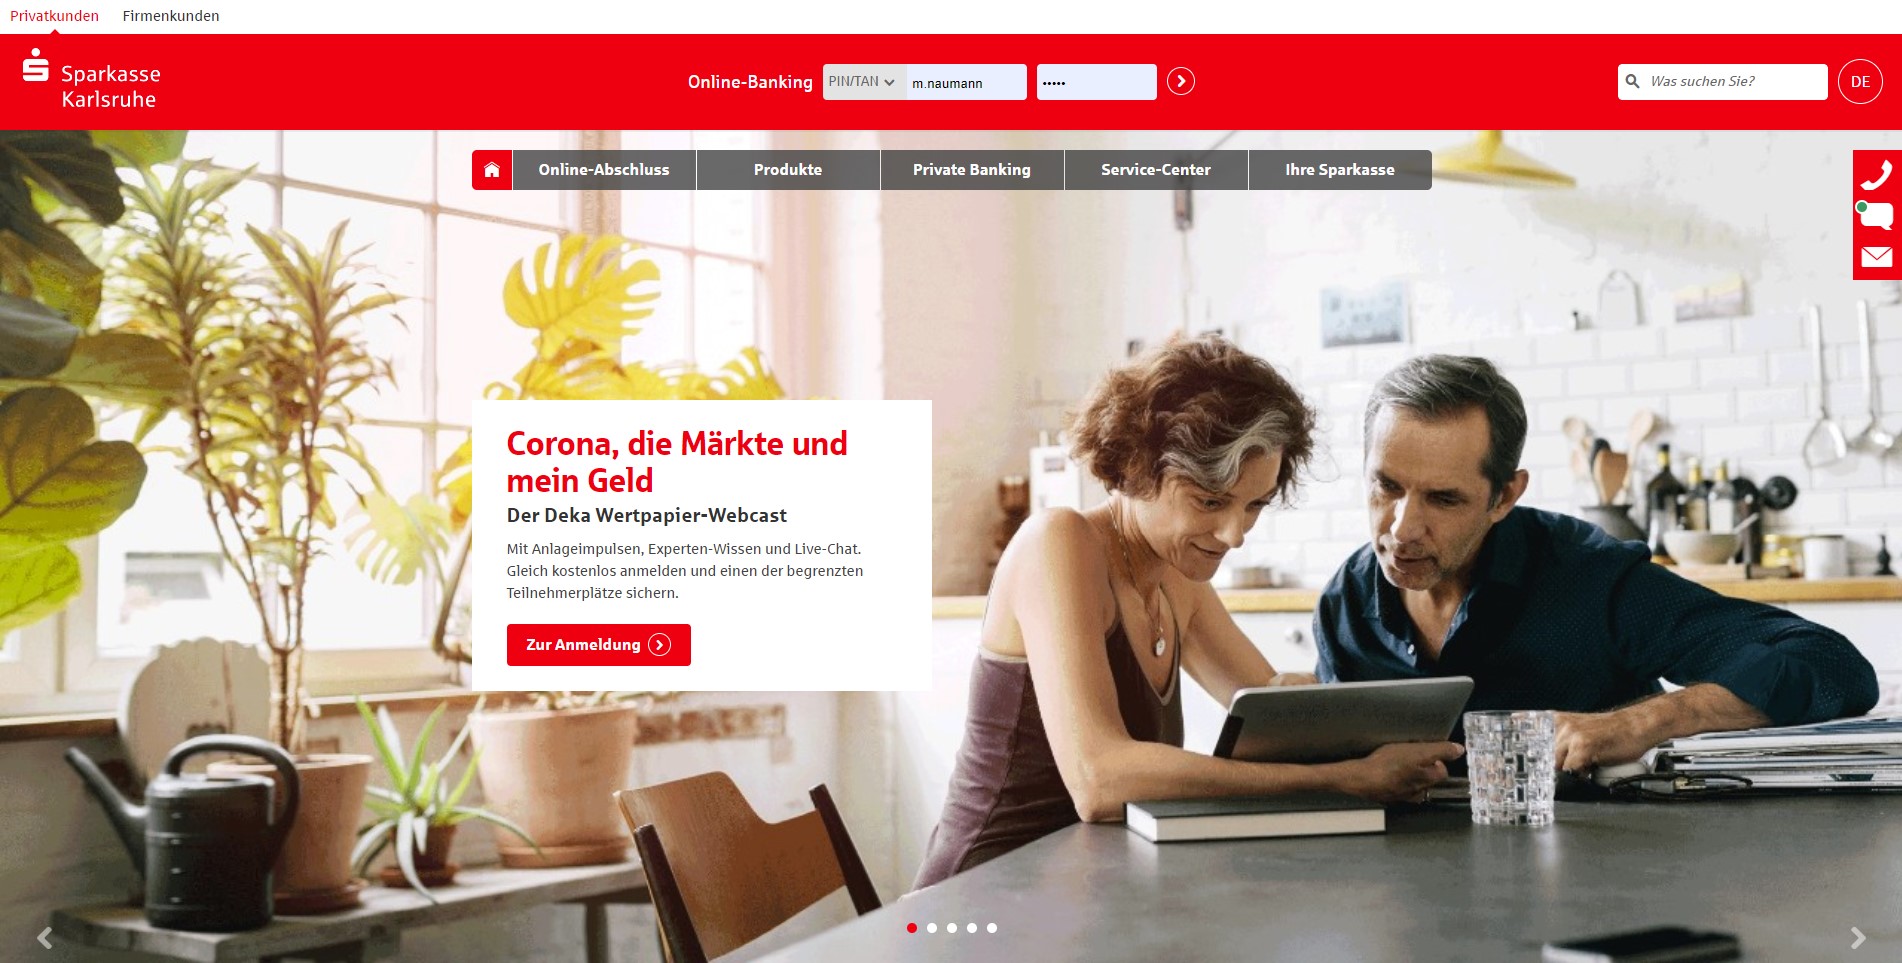 Privatkunden Firmenkunden
Sparkasse
Karlsruhe
Online-Banking PIN/TAN m.naumann •••••
Was suchen Sie? DE
Online-Abschluss Produkte Private Banking Service-Center Ihre Sparkasse
Corona, die Märkte und
mein Geld
Der Deka Wertpapier-Webcast
Mit Anlageimpulsen, Experten-Wissen und Live-Chat.
Gleich kostenlos anmelden und einen der begrenzten
Teilnehmerplätze sichern.
Zur Anmeldung